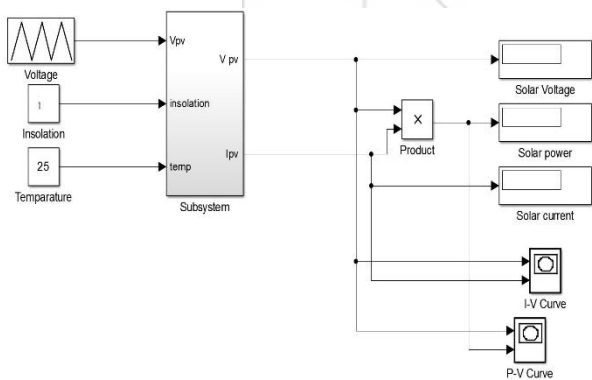 Voltage
1
Insolation
25
Temparature
Vpv
insolation
temp
V pv
Ipv
Subsystem
X
Product
Solar Voltage
Solar power
Solar current
I-V Curve
P-V Curve